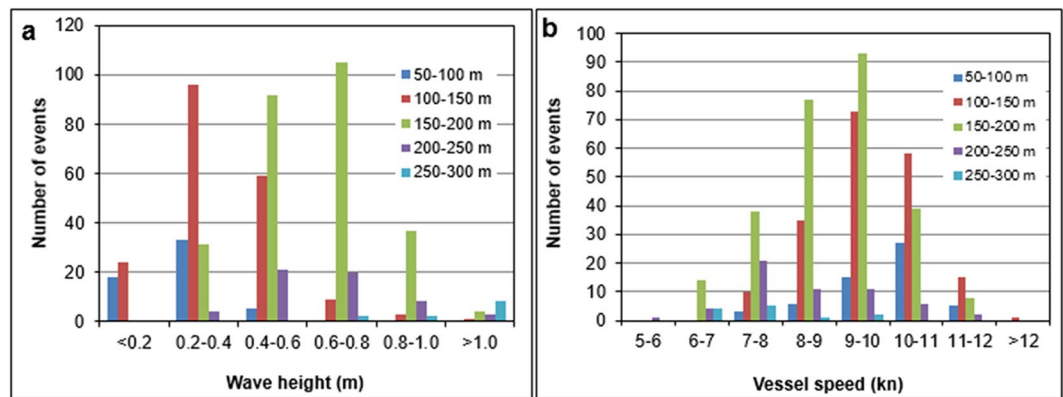 a
120
100
80
60
40
20
0
Number of events
50-100 m
100-150 m
150-200 m
200-250 m
250-300 m
<0.2 0.2-0.4 0.4-0.6 0.6-0.8 0.8-1.0 >1.0
Wave height (m)
b
100
90
80
70
60
50
40
30
20
10
0
Number of events
50-100 m
100-150 m
150-200 m
200-250 m
250-300 m
5-6 6-7 7-8 8-9 9-10 10-11 11-12 >12
Vessel speed (kn)